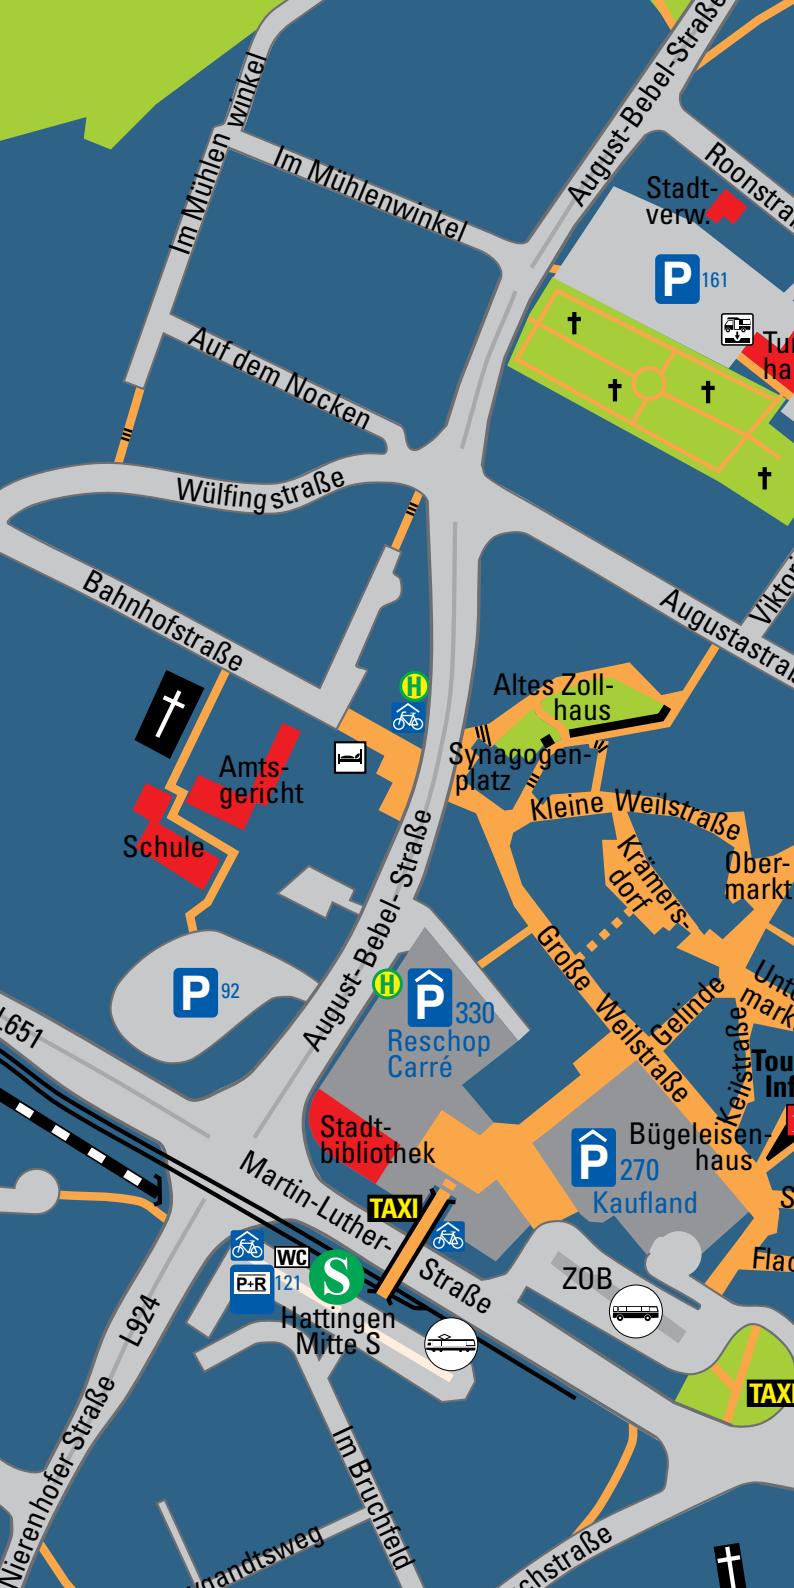 August-Bebel-Straße
Im Mühlen winkel
Im Mühlenwinkel
Stadt-
verw.
P 161
Auf dem Nocken
Wülfingstraße
Bahnhofstraße
H
Altes Zoll-
haus
Synagogen-
platz
Amts-
gericht
Schule
Kleine Weilstraße
Krämers-
dorf
Ober-
markt
August-Bebel-Straße
Große Weilstraße
Gelinde
Keilstraße
P 92
H
P 330
Reschop
Carré
L651
Stadt-
bibliothek
Bügeleisen-
haus
P 270
Kaufland
Martin-Luther-
Straße
TAXI
WC
P+R 121
S
Hattingen
Mitte S
ZOB
TAXI
L924
Nierenhofer Straße
Im Bruchfeld